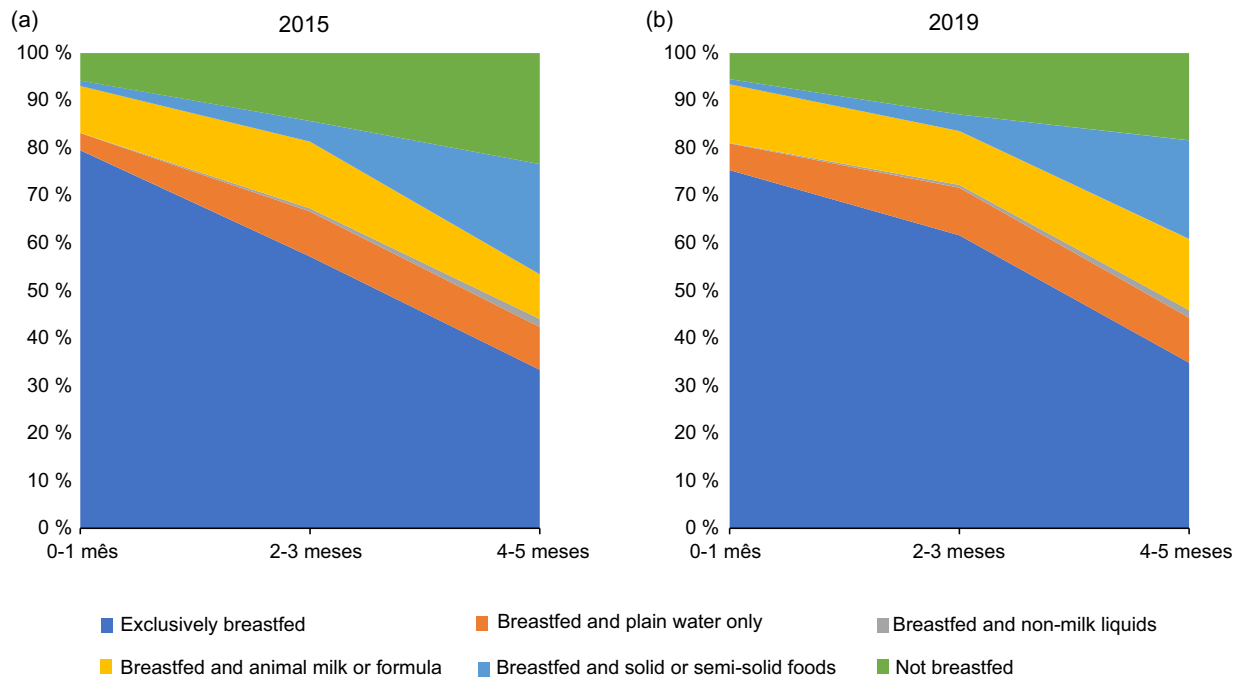 (a)
2015
100 %
90 %
80 %
70 %
60 %
50 %
40 %
30 %
20 %
10 %
0 %
0-1 mês
2-3 meses
4-5 meses
(b)
2019
100 %
90 %
80 %
70 %
60 %
50 %
40 %
30 %
20 %
10 %
0 %
0-1 mês
2-3 meses
4-5 meses
Exclusively breastfed
Breastfed and plain water only
Breastfed and non-milk liquids
Breastfed and animal milk or formula
Breastfed and solid or semi-solid foods
Not breastfed